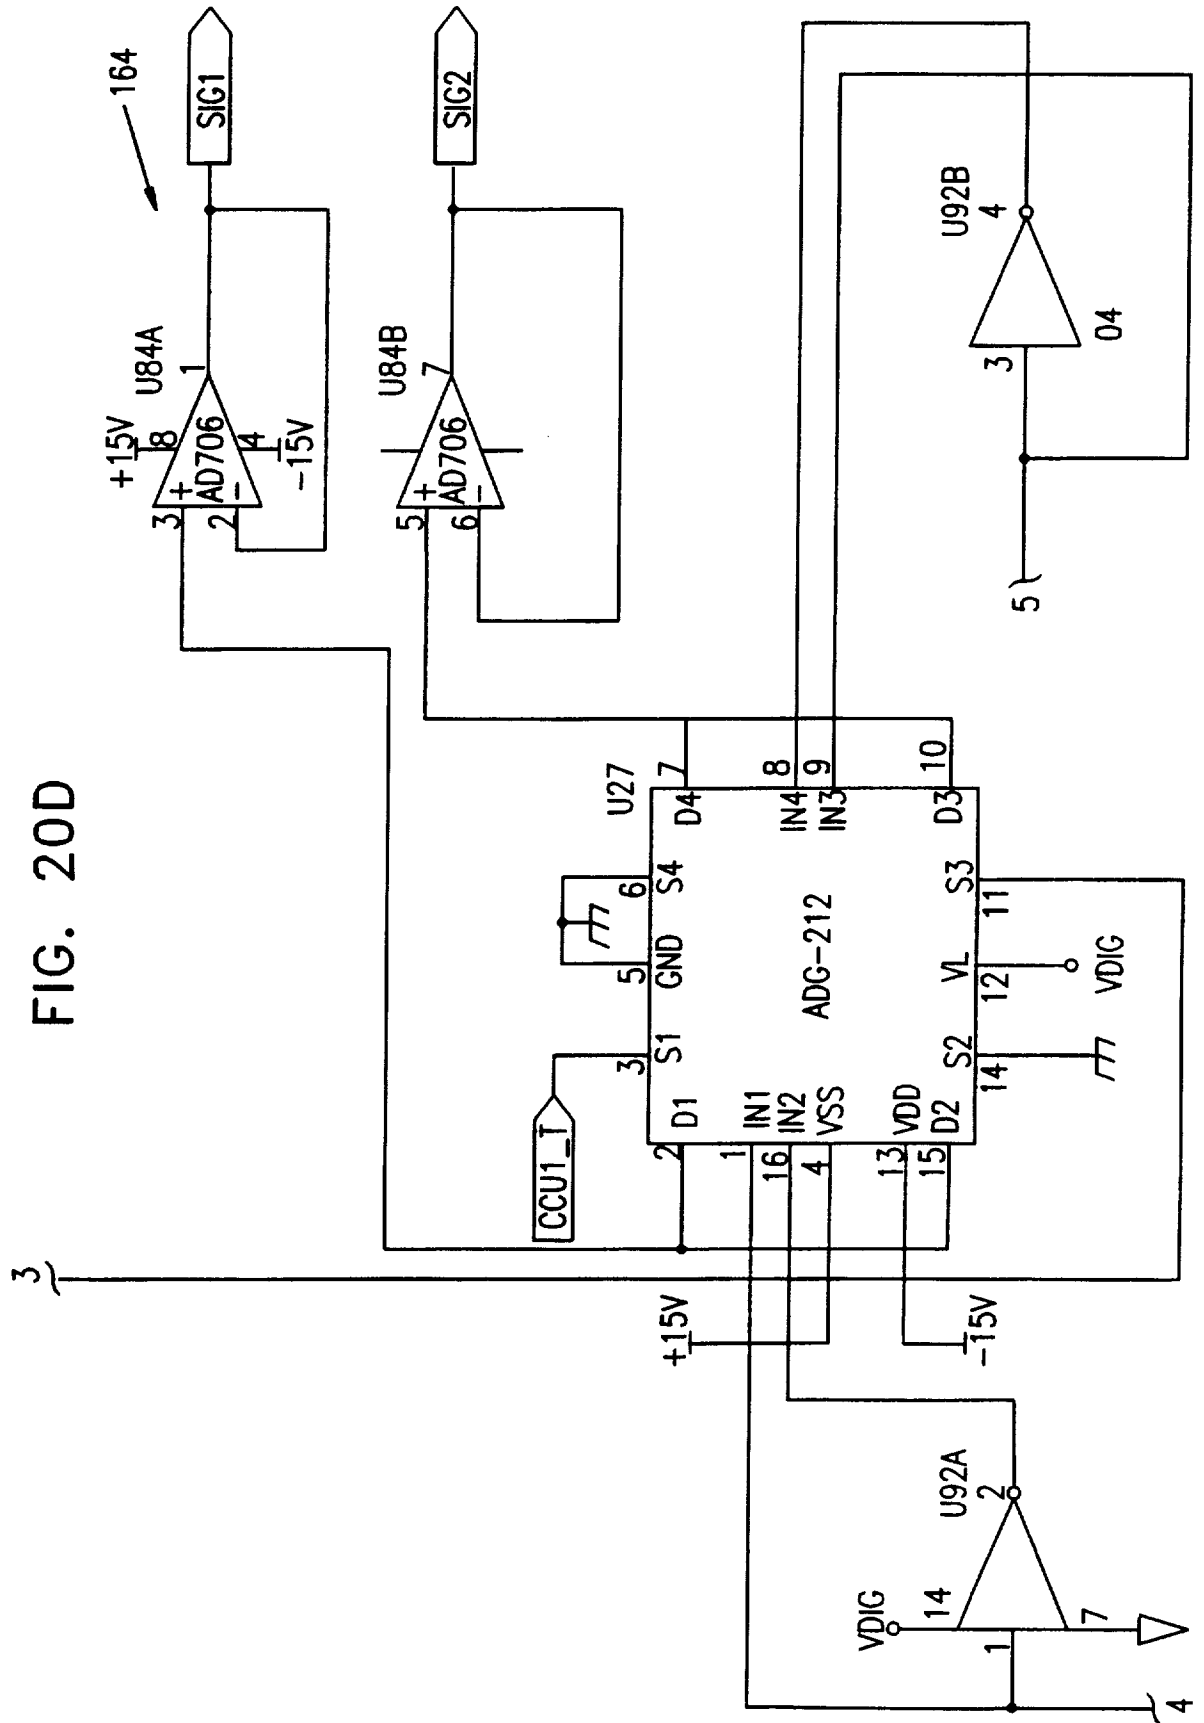 FIG. 20D
164
SIG1
SIG2
+15V
8
U84A
3
+
AD706
1
2
-
4
-15V
U84B
5
+
AD706
7
6
-
U92B
4
3
04
5
3
U27
CCU1_T
3
S1
5
GND
6
S4
2
D1
D4
7
1
IN1
IN4
8
16
IN2
IN3
9
4
VSS
ADG-212
13
VDD
15
D2
D3
10
S2
14
VL
12
S3
11
VDIG
+15V
-15V
U92A
VDIG
14
2
1
7
4